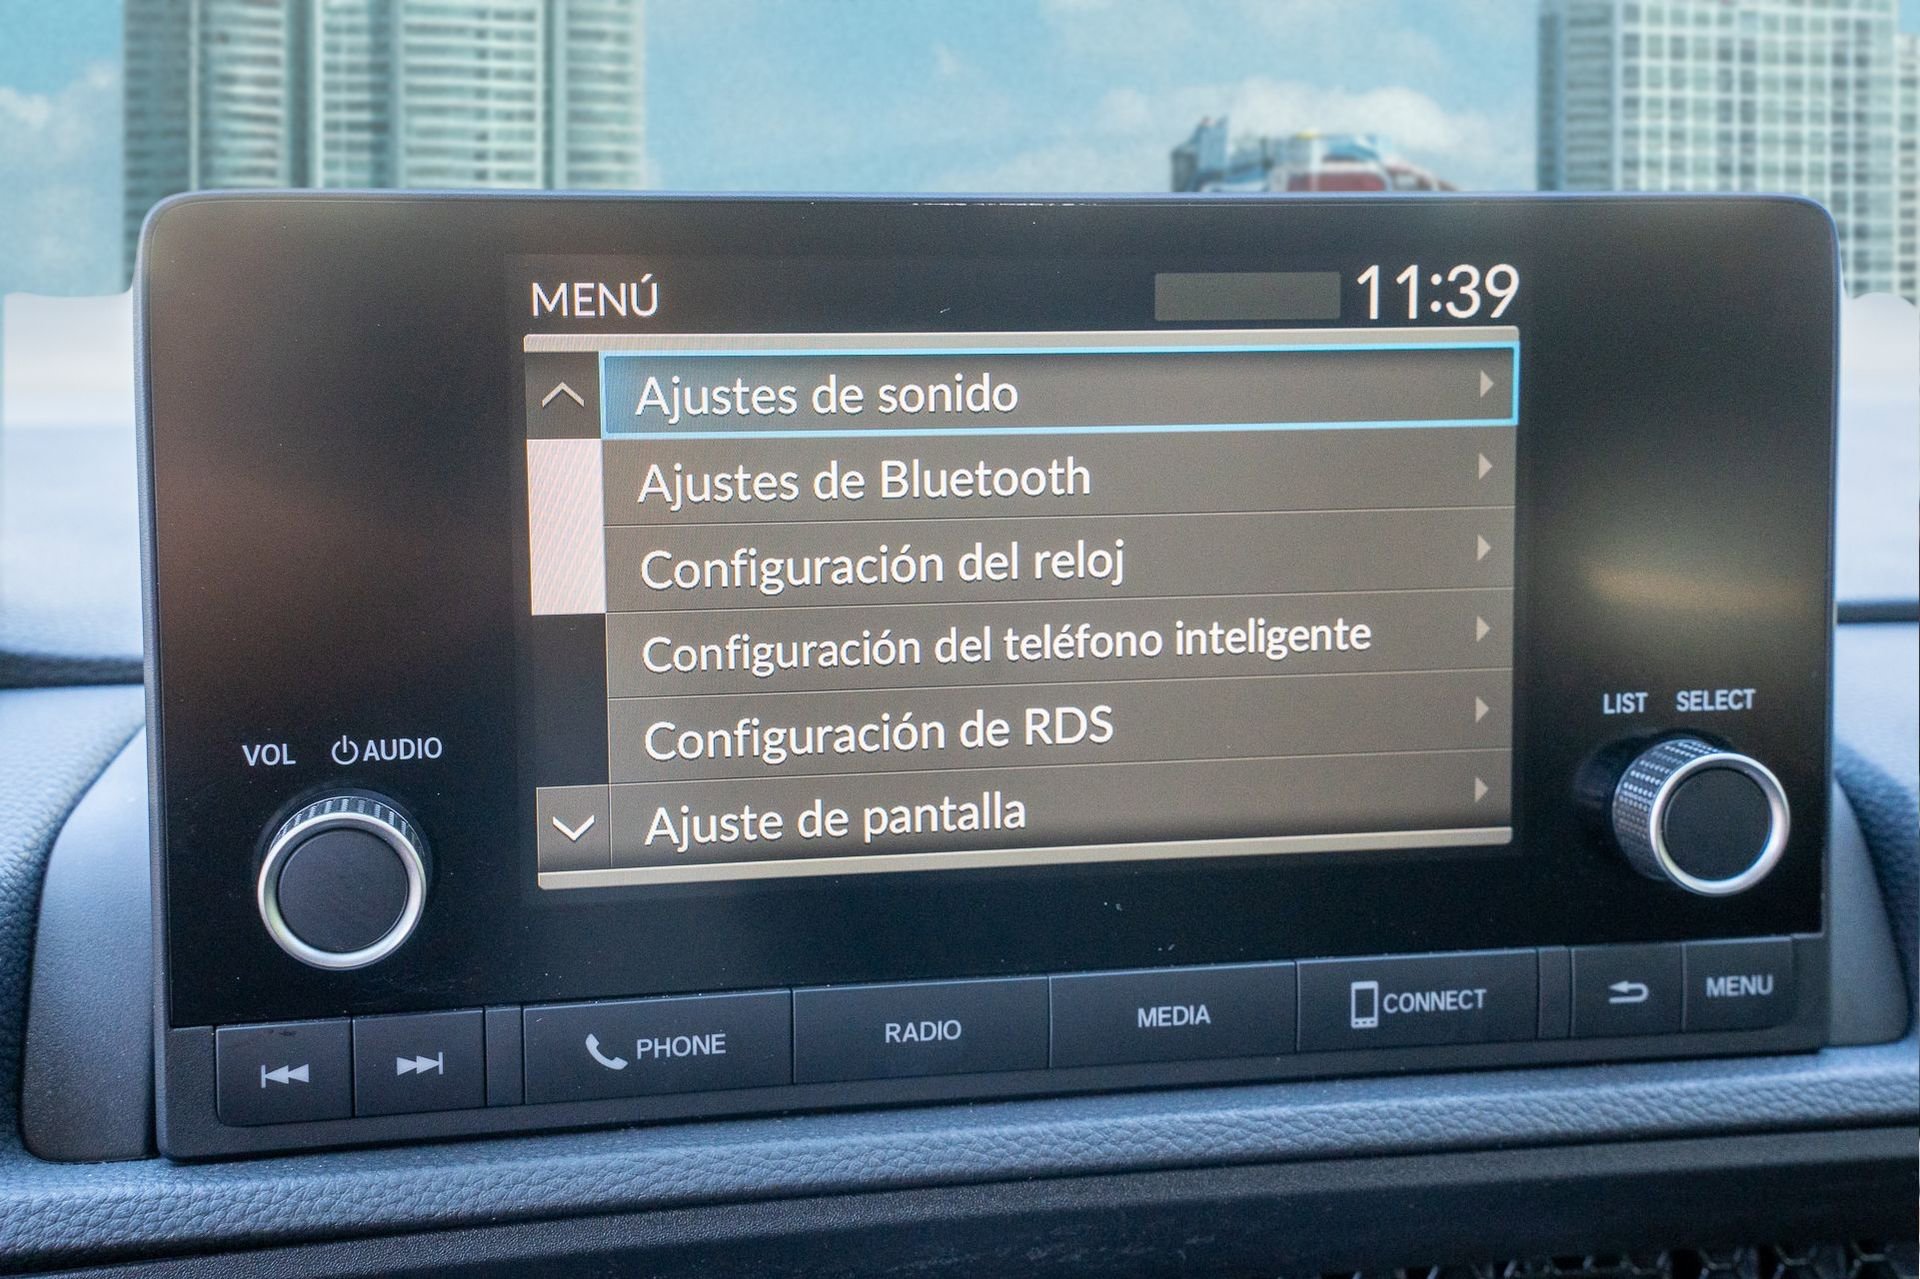 MENÚ 11:39
Ajustes de sonido
Ajustes de Bluetooth
Configuración del reloj
Configuración del teléfono inteligente
Configuración de RDS
Ajuste de pantalla
VOL AUDIO
LIST SELECT
PHONE RADIO MEDIA CONNECT MENU